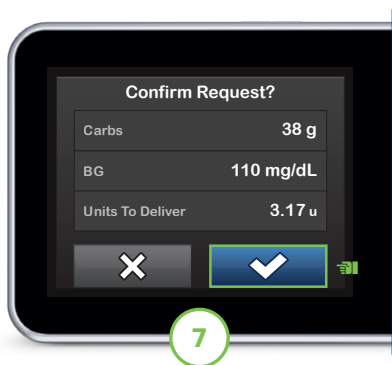 Confirm Request?
Carbs 38 g
BG 110 mg/dL
Units To Deliver 3.17 u
7